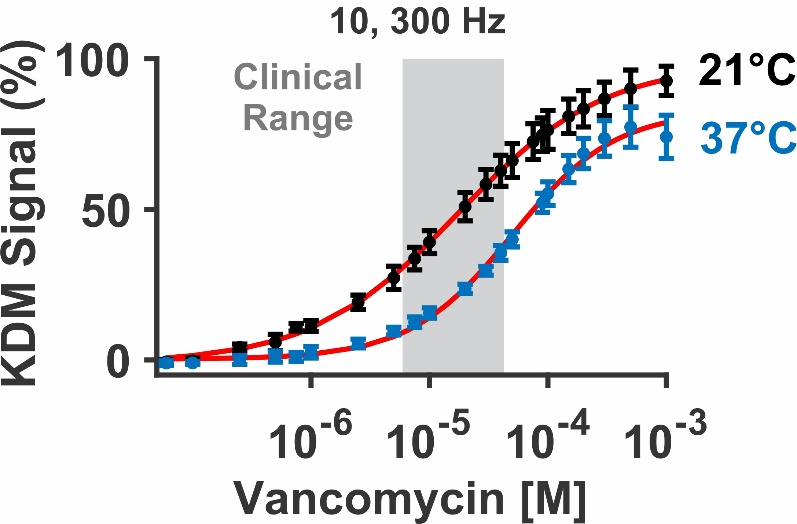 10, 300 Hz
KDM Signal (%)
100
50
0
Clinical
Range
21°C
37°C
10-6
10-5
10-4
10-3
Vancomycin [M]